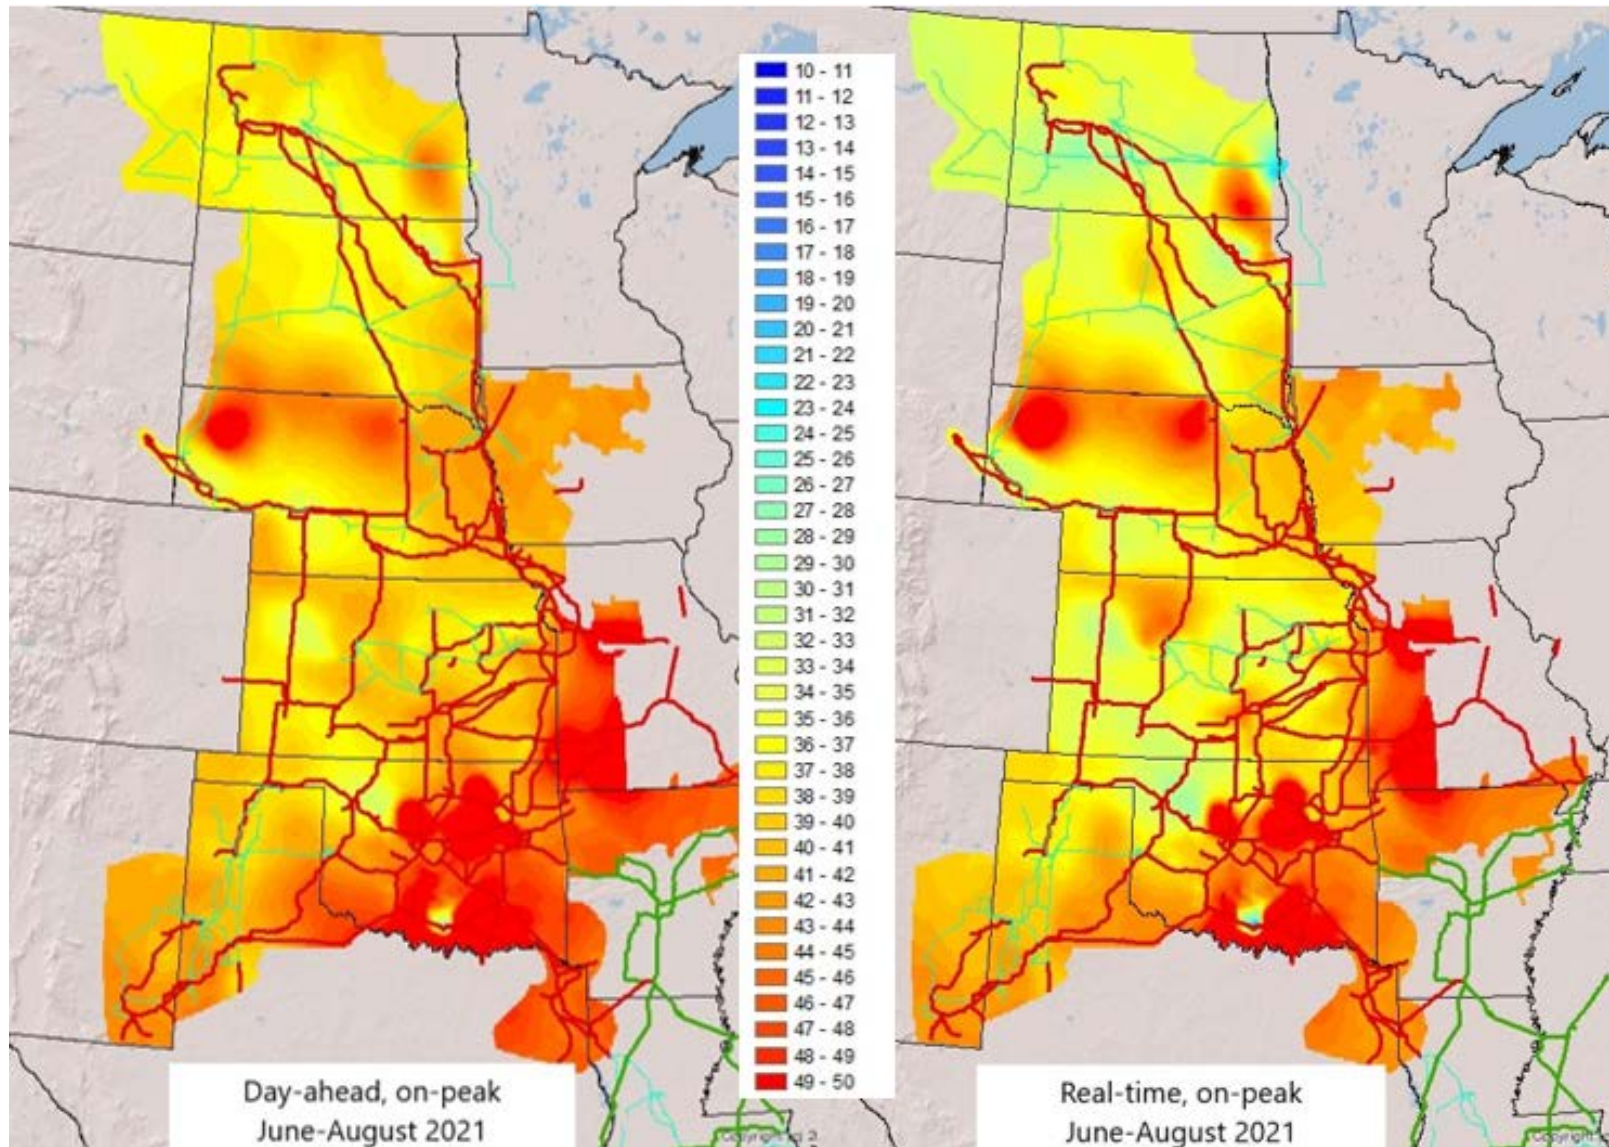 10 - 11
11 - 12
12 - 13
13 - 14
14 - 15
15 - 16
16 - 17
17 - 18
18 - 19
19 - 20
20 - 21
21 - 22
22 - 23
23 - 24
24 - 25
25 - 26
26 - 27
27 - 28
28 - 29
29 - 30
30 - 31
31 - 32
32 - 33
33 - 34
34 - 35
35 - 36
36 - 37
37 - 38
38 - 39
39 - 40
40 - 41
41 - 42
42 - 43
43 - 44
44 - 45
45 - 46
46 - 47
47 - 48
48 - 49
49 - 50
Day-ahead, on-peak
June-August 2021
Real-time, on-peak
June-August 2021